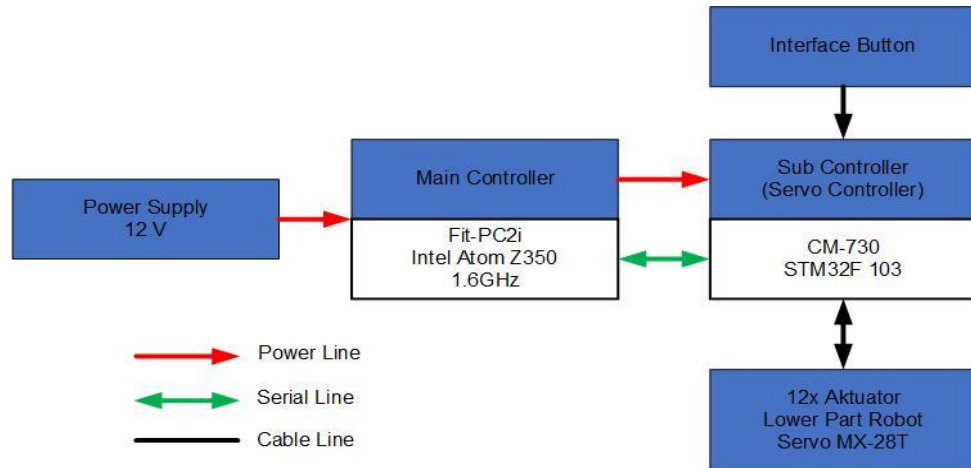 Interface Button
Main Controller
Sub Controller
(Servo Controller)
Power Supply
12 V
Fit-PC2i
Intel Atom Z350
1.6GHz
CM-730
STM32F 103
Power Line
Serial Line
Cable Line
12x Aktuator
Lower Part Robot
Servo MX-28T